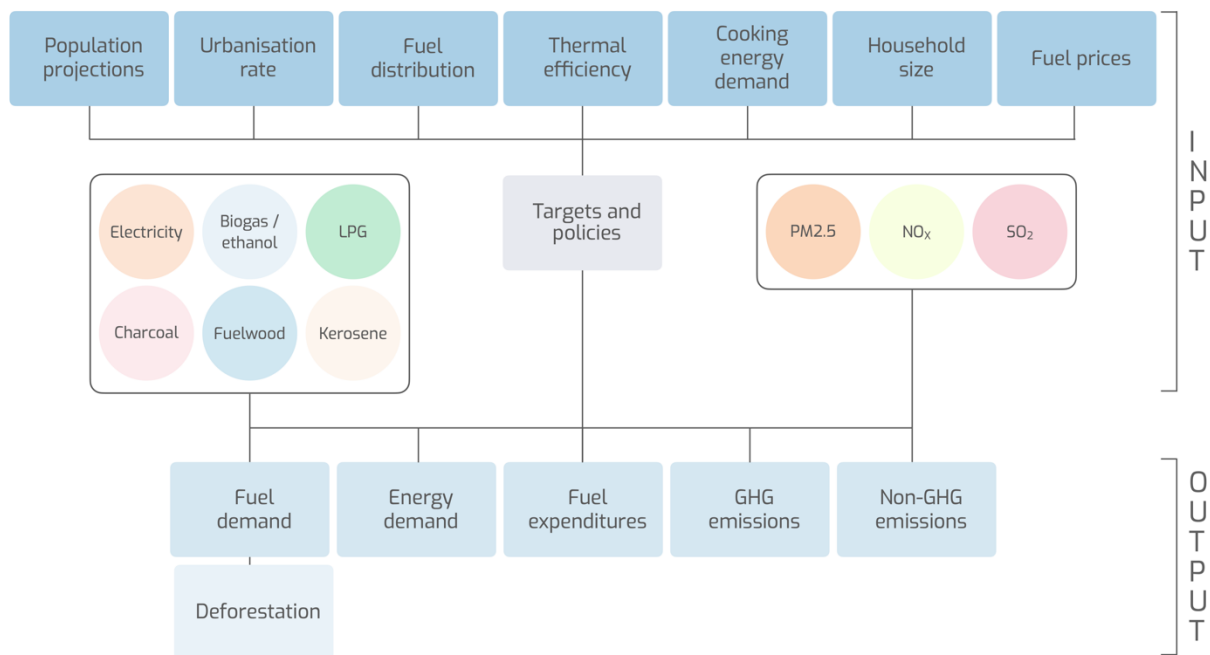 Population
projections
Urbanisation
rate
Fuel
distribution
Thermal
efficiency
Cooking
energy
demand
Household
size
Fuel prices
INPUT
Electricity
Biogas /
ethanol
LPG
Charcoal
Fuelwood
Kerosene
Targets and
policies
PM2.5
NOX
SO2
Fuel
demand
Energy
demand
Fuel
expenditures
GHG
emissions
Non-GHG
emissions
Deforestation
OUTPUT